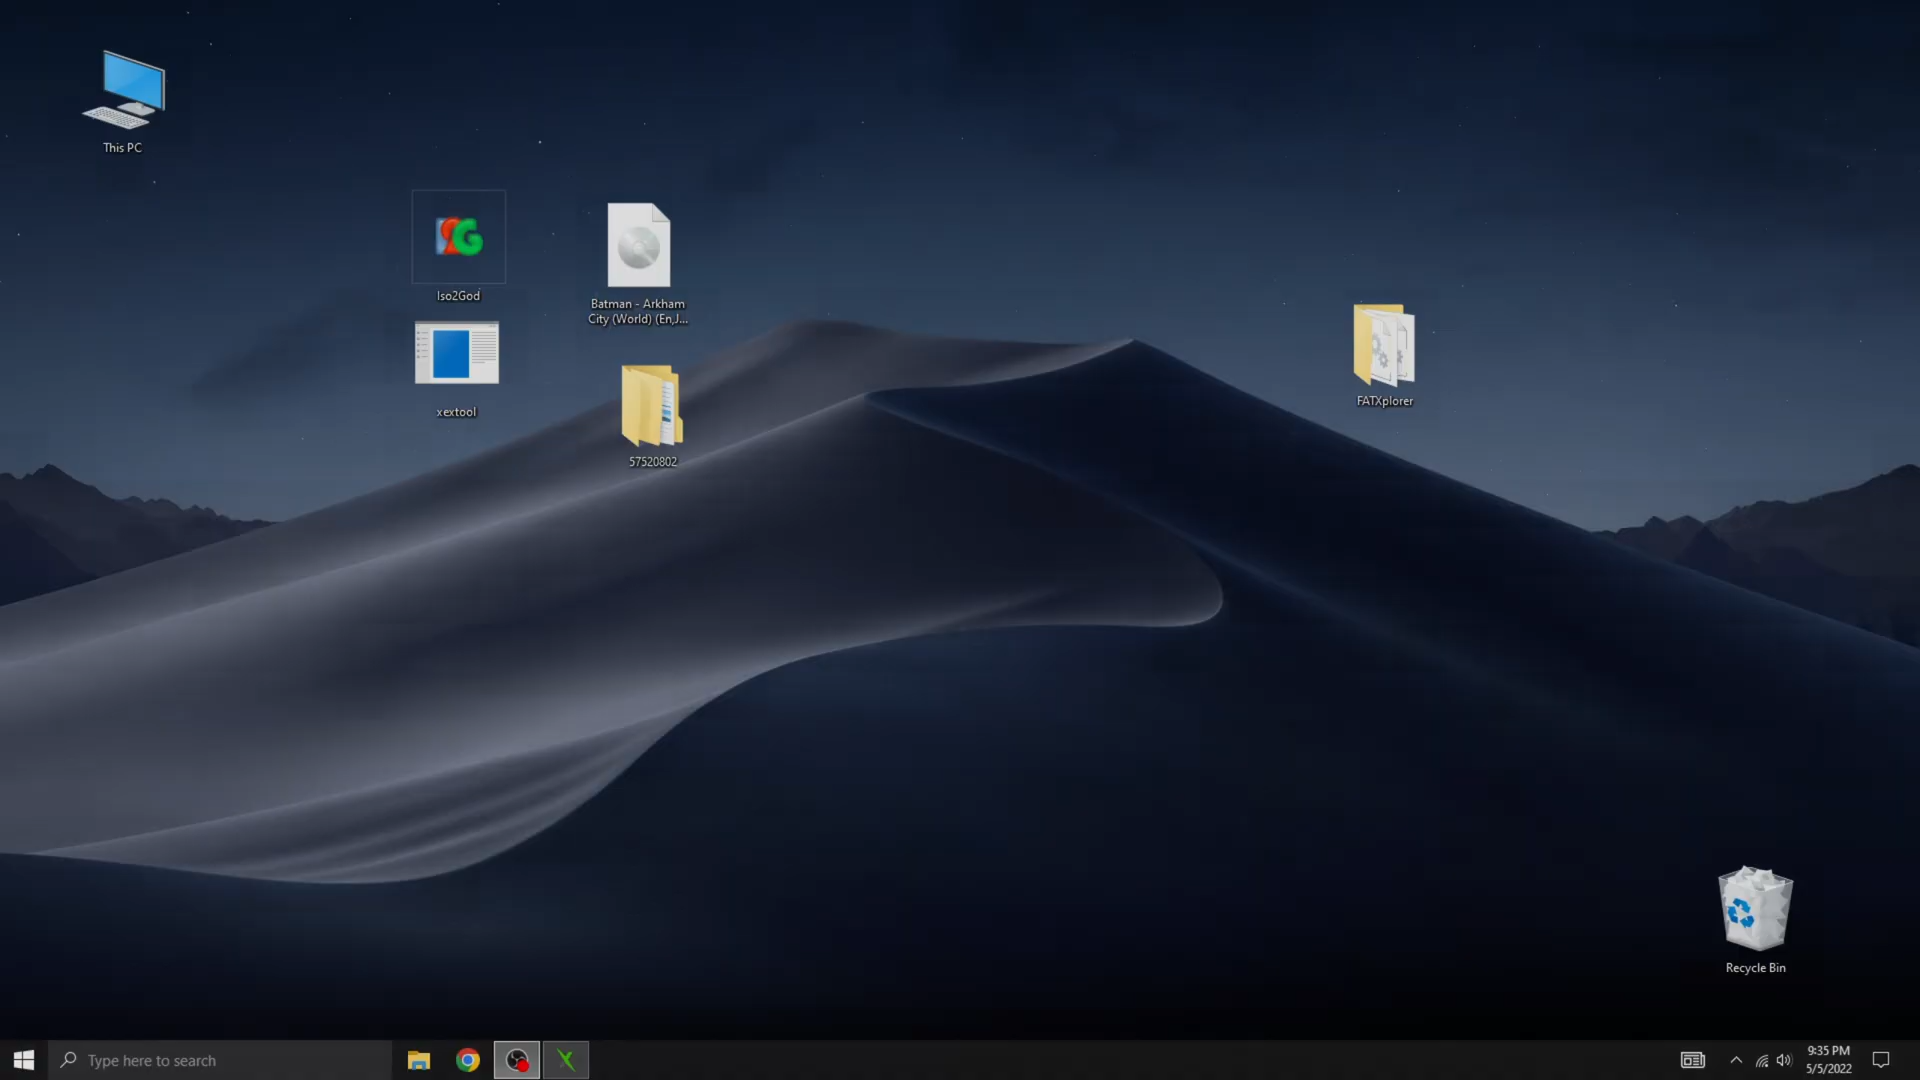 This PC
Iso2God
Batman - Arkham
City (World) (En,J...
xextool
57520802
FATXplorer
Recycle Bin
Type here to search
9:35 PM
5/5/2022